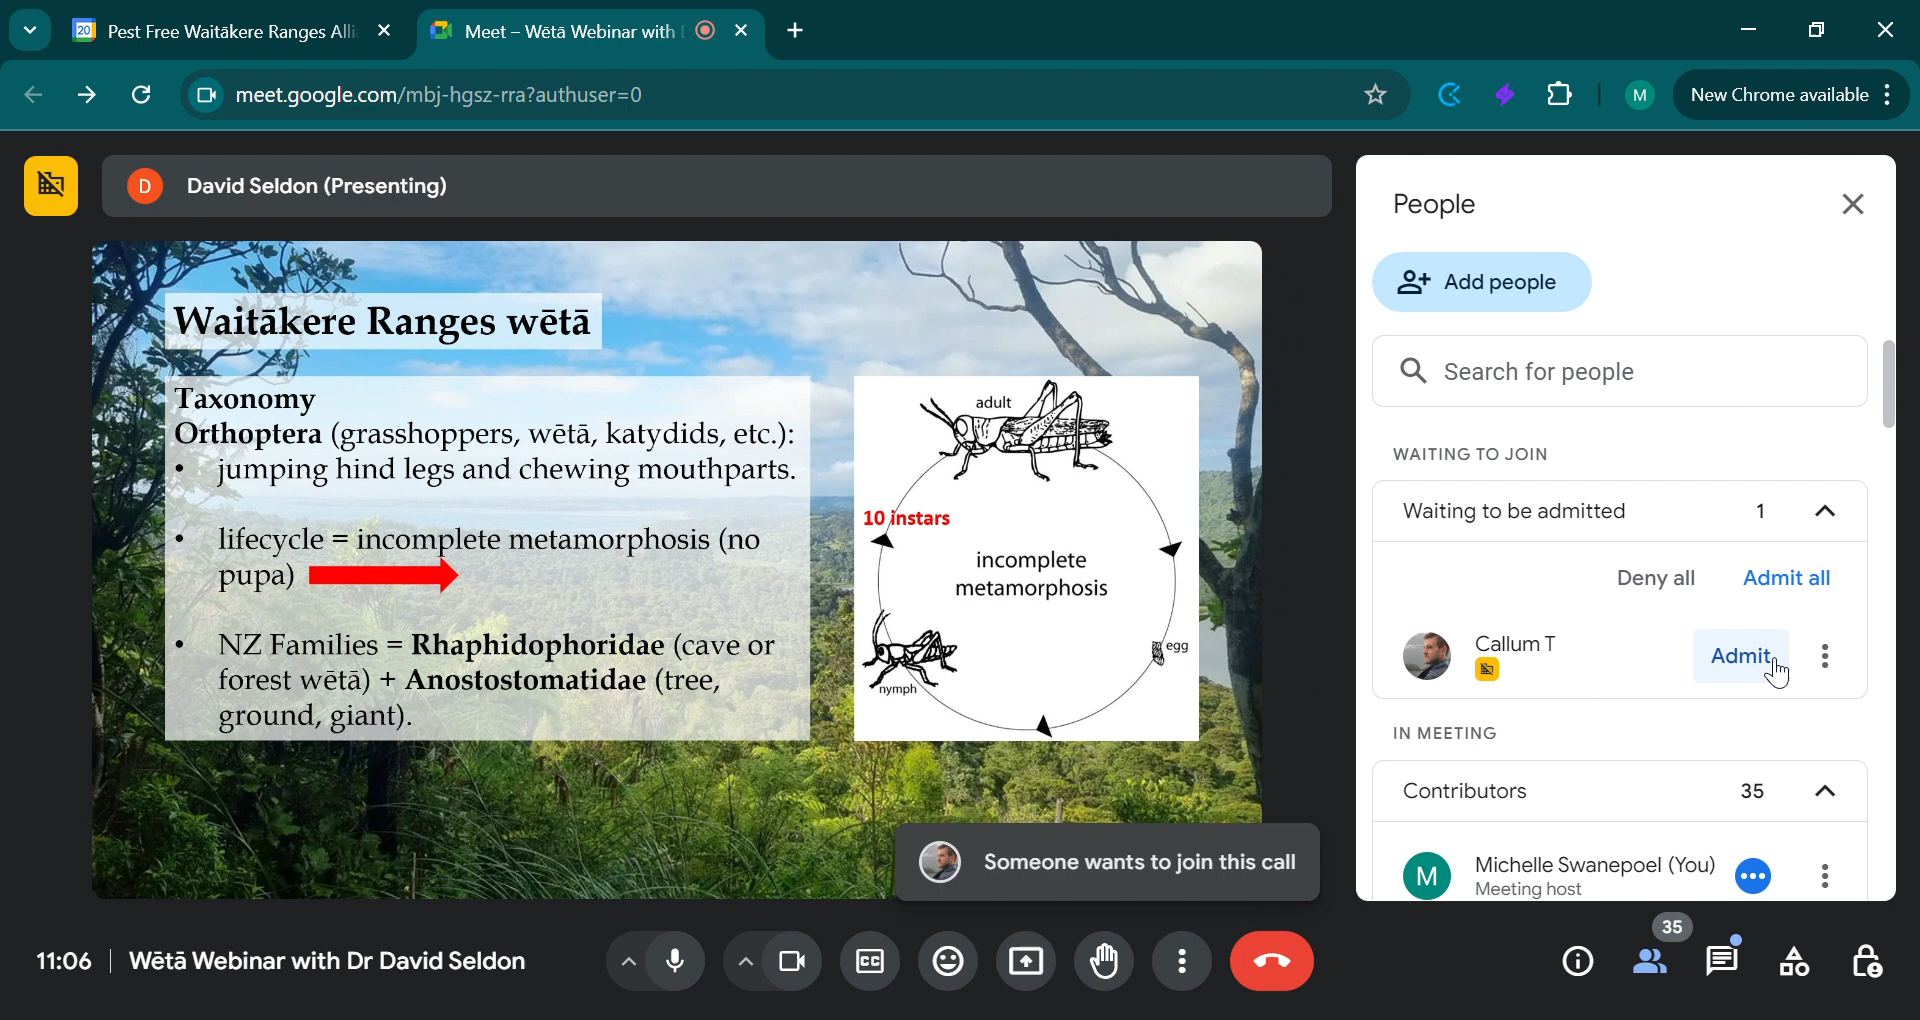 20
Pest Free Waitākere Ranges Alli
Meet – Wētā Webinar with
meet.google.com/mbj-hgsz-rra?authuser=0
M
New Chrome available
D
David Seldon (Presenting)
Waitākere Ranges wētā
Taxonomy
Orthoptera (grasshoppers, wētā, katydids, etc.):
• jumping hind legs and chewing mouthparts.
• lifecycle = incomplete metamorphosis (no
pupa)
• NZ Families = Rhaphidophoridae (cave or
forest wētā) + Anostostomatidae (tree,
ground, giant).
adult
10 instars
incomplete
metamorphosis
egg
nymph
Someone wants to join this call
People
Add people
Search for people
WAITING TO JOIN
Waiting to be admitted 1
Deny all Admit all
Callum T
Admit
IN MEETING
Contributors 35
M
Michelle Swanepoel (You)
Meeting host
11:06 | Wētā Webinar with Dr David Seldon
CC
35